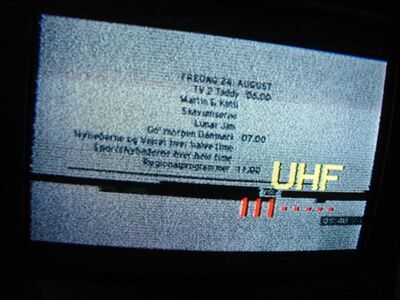 FREDAG 24. AUGUST
TV 2 Teddy 06.00
Martin & Ketil
Skavunserne
Lunar Jim
Go' morgen Danmark 07.00
Nyhederne og Vejret hver halve time
SportsNyhederne hver hele time
Regionalprogrammer 11.00
UHF